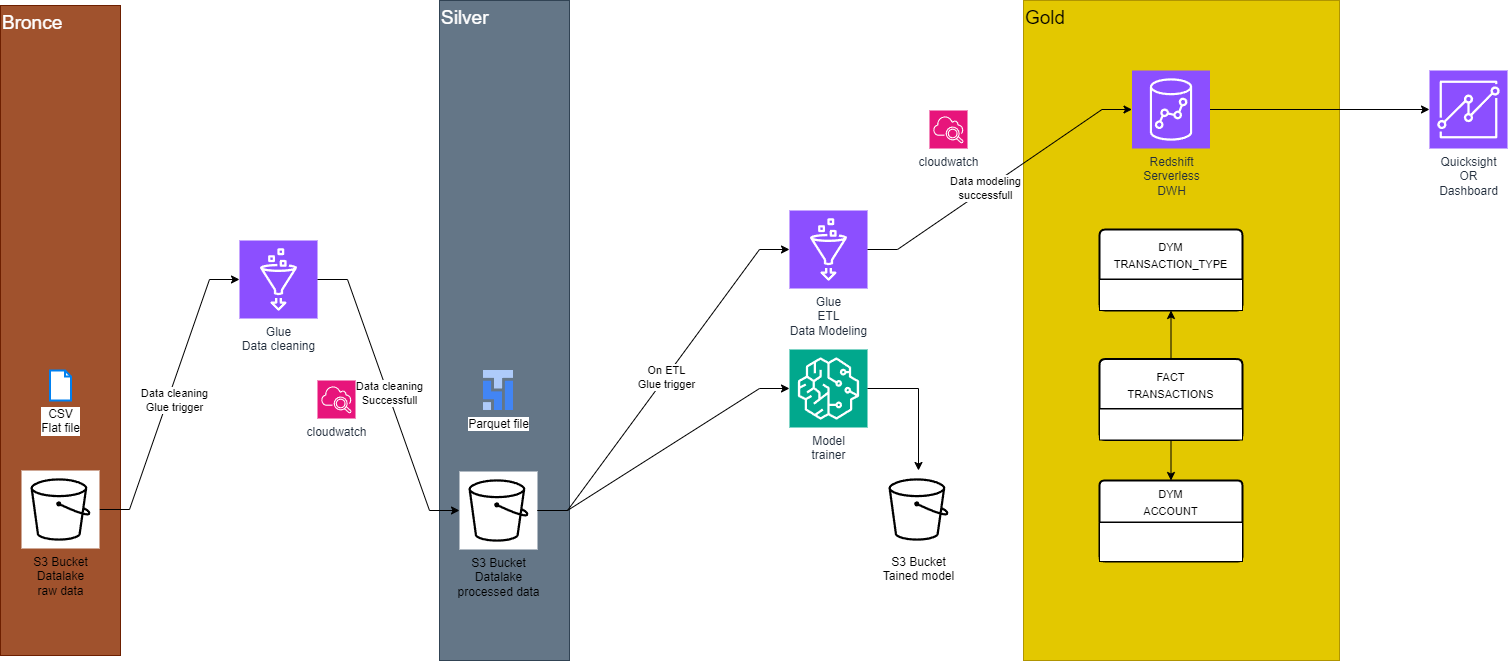 Bronce
Silver
Gold
cloudwatch
Redshift
Serverless
DWH
Quicksight
OR
Dashboard
Data modeling
successfull
DYM
TRANSACTION_TYPE
Glue
ETL
Data Modeling
Glue
Data cleaning
On ETL
Glue trigger
FACT
TRANSACTIONS
Data cleaning
Glue trigger
Data cleaning
Successfull
cloudwatch
CSV
Flat file
Parquet file
Model
trainer
DYM
ACCOUNT
S3 Bucket
Datalake
raw data
S3 Bucket
Datalake
processed data
S3 Bucket
Tained model